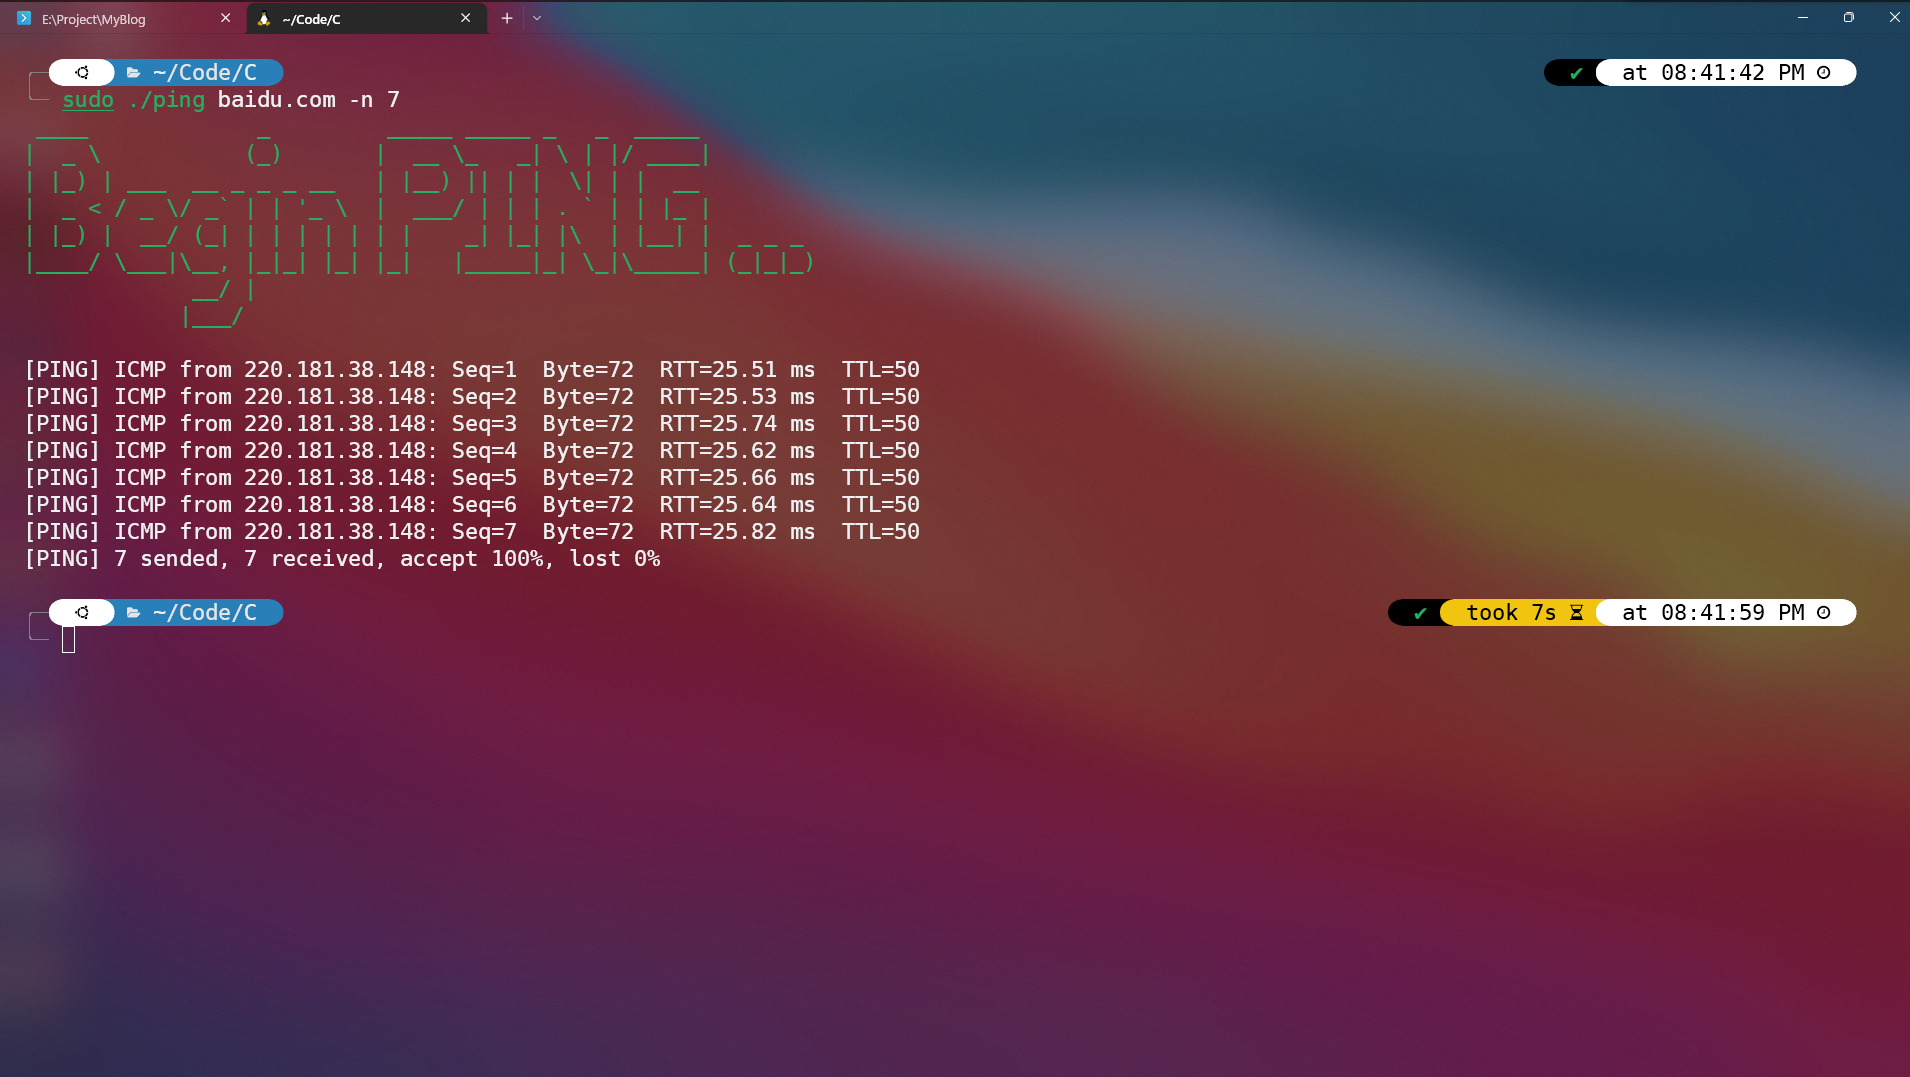 E:\Project\MyBlog
~/Code/C
~/Code/C
✔ at 08:41:42 PM
sudo ./ping baidu.com -n 7
Begin PING...
[PING] ICMP from 220.181.38.148: Seq=1  Byte=72  RTT=25.51 ms  TTL=50
[PING] ICMP from 220.181.38.148: Seq=2  Byte=72  RTT=25.53 ms  TTL=50
[PING] ICMP from 220.181.38.148: Seq=3  Byte=72  RTT=25.74 ms  TTL=50
[PING] ICMP from 220.181.38.148: Seq=4  Byte=72  RTT=25.62 ms  TTL=50
[PING] ICMP from 220.181.38.148: Seq=5  Byte=72  RTT=25.66 ms  TTL=50
[PING] ICMP from 220.181.38.148: Seq=6  Byte=72  RTT=25.64 ms  TTL=50
[PING] ICMP from 220.181.38.148: Seq=7  Byte=72  RTT=25.82 ms  TTL=50
[PING] 7 sended, 7 received, accept 100%, lost 0%
~/Code/C
✔ took 7s at 08:41:59 PM